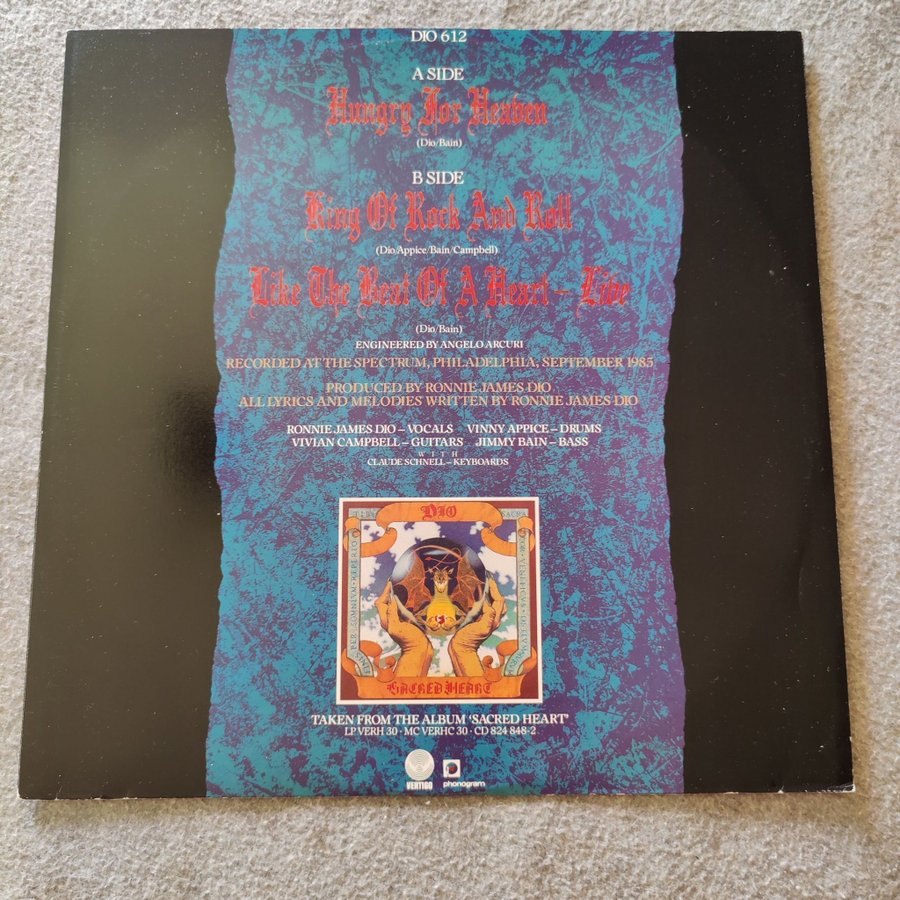 DIO 612
A SIDE
Hungry For Heaven
(Dio/Bain)
B SIDE
King Of Rock And Roll
(Dio/Appice/Bain/Campbell)
Like The Beat Of A Heart – Live
(Dio/Bain)
ENGINEERED BY ANGELO ARCURI
RECORDED AT THE SPECTRUM, PHILADELPHIA, SEPTEMBER 1985
PRODUCED BY RONNIE JAMES DIO
ALL LYRICS AND MELODIES WRITTEN BY RONNIE JAMES DIO
RONNIE JAMES DIO – VOCALS VINNY APPICE – DRUMS
VIVIAN CAMPBELL – GUITARS JIMMY BAIN – BASS
WITH
CLAUDE SCHNELL – KEYBOARDS
DIO
SACRED HEART
TAKEN FROM THE ALBUM 'SACRED HEART'
LP VERH 30 · MC VERHC 30 · CD 824 848-2
VERTIGO
phonogram